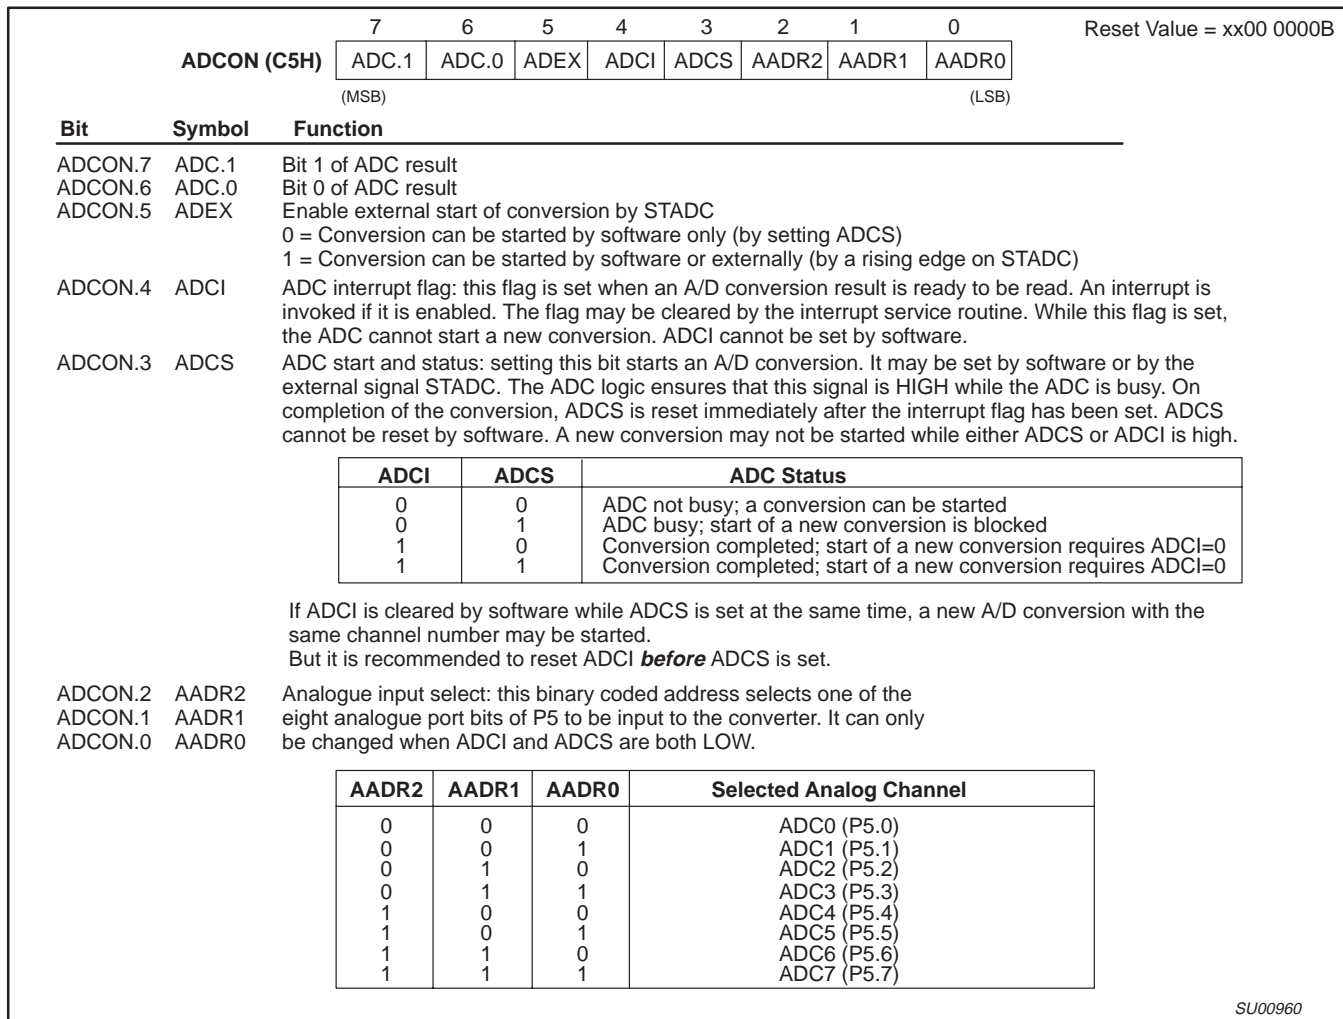 7 6 5 4 3 2 1 0 Reset Value = xx00 0000B
ADCON (C5H) ADC.1 ADC.0 ADEX ADCI ADCS AADR2 AADR1 AADR0
(MSB) (LSB)
Bit Symbol Function
ADCON.7 ADC.1 Bit 1 of ADC result
ADCON.6 ADC.0 Bit 0 of ADC result
ADCON.5 ADEX Enable external start of conversion by STADC
0 = Conversion can be started by software only (by setting ADCS)
1 = Conversion can be started by software or externally (by a rising edge on STADC)
ADCON.4 ADCI ADC interrupt flag: this flag is set when an A/D conversion result is ready to be read. An interrupt is
invoked if it is enabled. The flag may be cleared by the interrupt service routine. While this flag is set,
the ADC cannot start a new conversion. ADCI cannot be set by software.
ADCON.3 ADCS ADC start and status: setting this bit starts an A/D conversion. It may be set by software or by the
external signal STADC. The ADC logic ensures that this signal is HIGH while the ADC is busy. On
completion of the conversion, ADCS is reset immediately after the interrupt flag has been set. ADCS
cannot be reset by software. A new conversion may not be started while either ADCS or ADCI is high.
ADCI ADCS ADC Status
0 0 ADC not busy; a conversion can be started
0 1 ADC busy; start of a new conversion is blocked
1 0 Conversion completed; start of a new conversion requires ADCI=0
1 1 Conversion completed; start of a new conversion requires ADCI=0
If ADCI is cleared by software while ADCS is set at the same time, a new A/D conversion with the
same channel number may be started.
But it is recommended to reset ADCI before ADCS is set.
ADCON.2 AADR2 Analogue input select: this binary coded address selects one of the
ADCON.1 AADR1 eight analogue port bits of P5 to be input to the converter. It can only
ADCON.0 AADR0 be changed when ADCI and ADCS are both LOW.
AADR2 AADR1 AADR0 Selected Analog Channel
0 0 0 ADC0 (P5.0)
0 0 1 ADC1 (P5.1)
0 1 0 ADC2 (P5.2)
0 1 1 ADC3 (P5.3)
1 0 0 ADC4 (P5.4)
1 0 1 ADC5 (P5.5)
1 1 0 ADC6 (P5.6)
1 1 1 ADC7 (P5.7)
SU00960